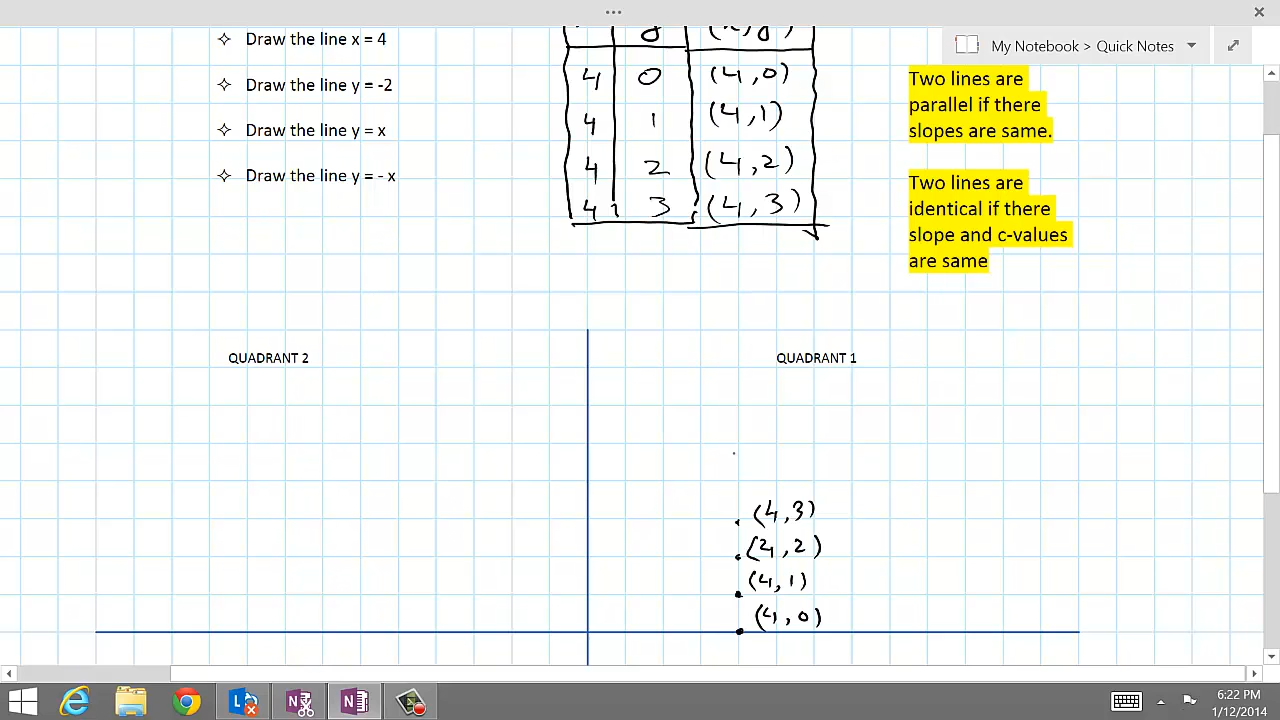 Draw the line x = 4
Draw the line y = -2
Draw the line y = x
Draw the line y = - x
4 0 (4,0)
4 1 (4,1)
4 2 (4,2)
4 3 (4,3)
My Notebook > Quick Notes
Two lines are
parallel if there
slopes are same.
Two lines are
identical if there
slope and c-values
are same
QUADRANT 2
QUADRANT 1
(4,3)
(4,2)
(4,1)
(4,0)
6:22 PM
1/12/2014